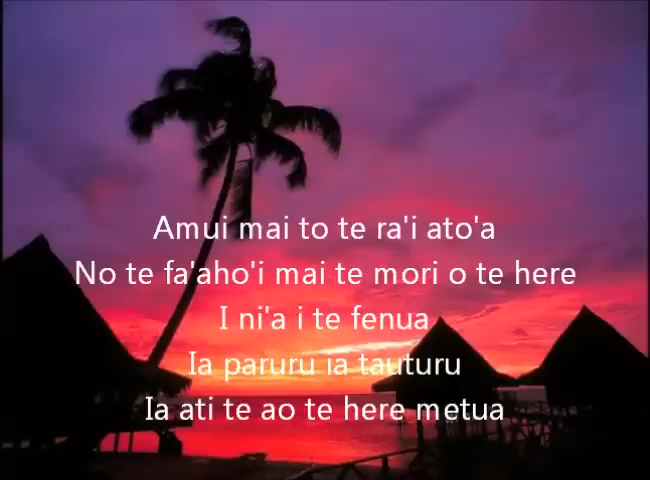 Amui mai to te ra'i ato'a
No te fa'aho'i mai te mori o te here
I ni'a i te fenua
Ia paruru ia tauturu
Ia ati te ao te here metua